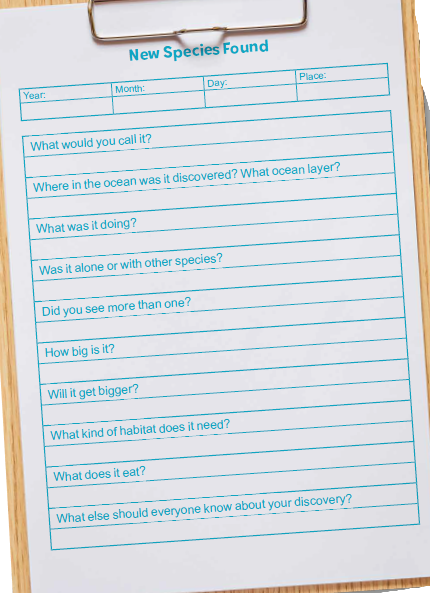 New Species Found
Year: Month: Day: Place:
What would you call it?
Where in the ocean was it discovered? What ocean layer?
What was it doing?
Was it alone or with other species?
Did you see more than one?
How big is it?
Will it get bigger?
What kind of habitat does it need?
What does it eat?
What else should everyone know about your discovery?